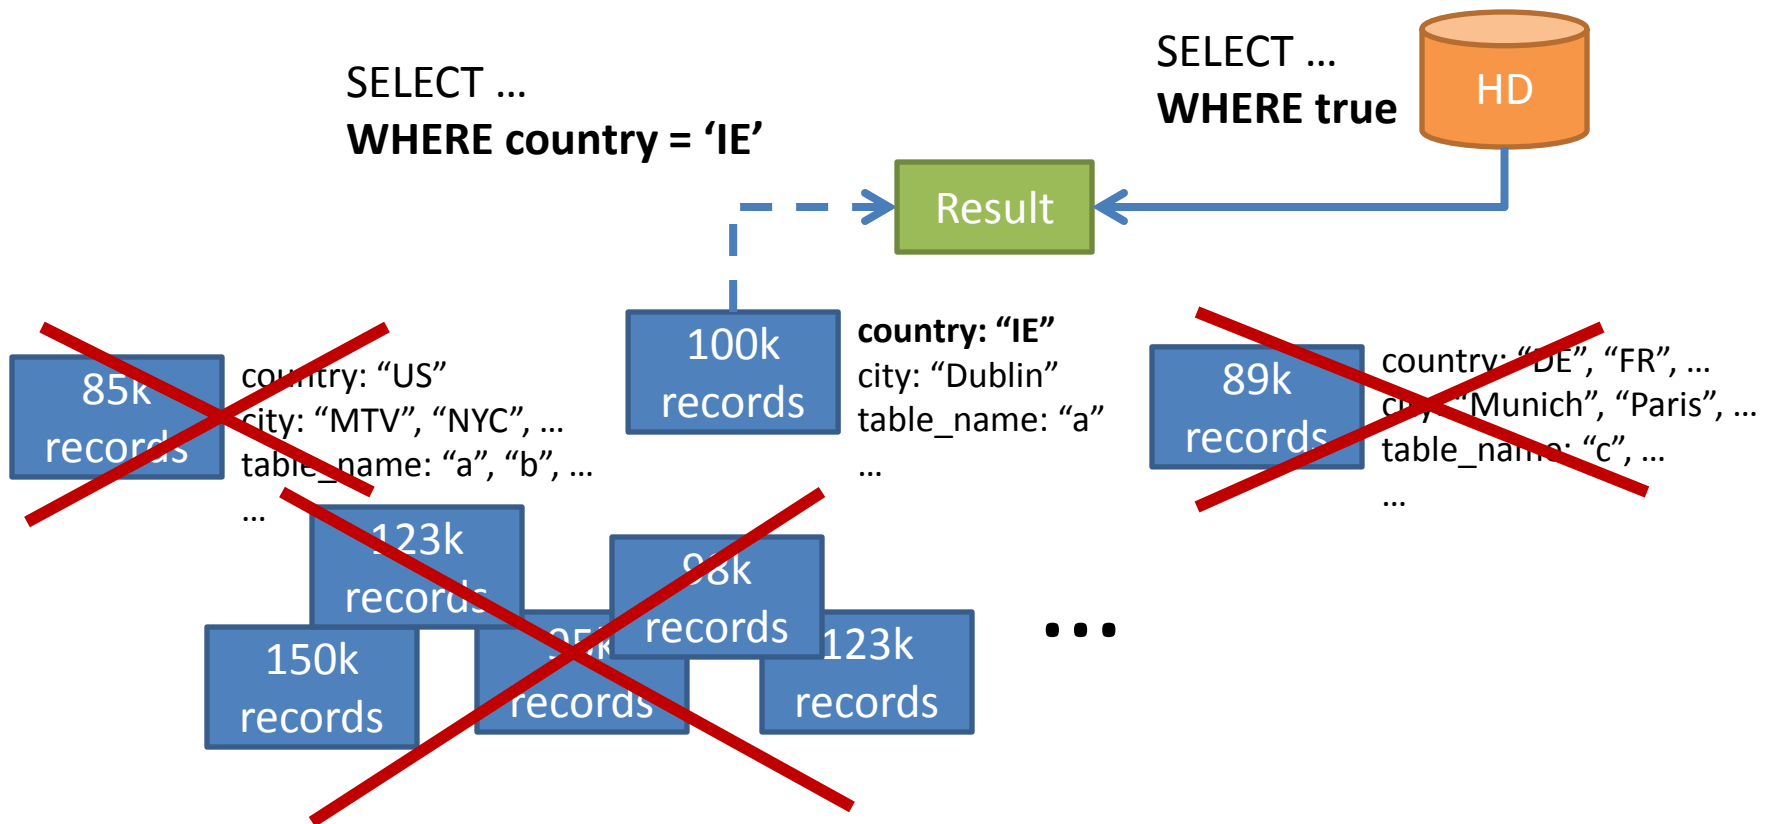 SELECT …
WHERE country = ‘IE’
SELECT …
WHERE true
HD
Result
85k
records
country: “US”
city: “MTV”, “NYC”, …
table_name: “a”, “b”, …
…
100k
records
country: “IE”
city: “Dublin”
table_name: “a”
…
89k
records
country: “DE”, “FR”, …
city: “Munich”, “Paris”, …
table_name: “c”, …
…
123k
records
98k
records
150k
records
95k
records
123k
records
…